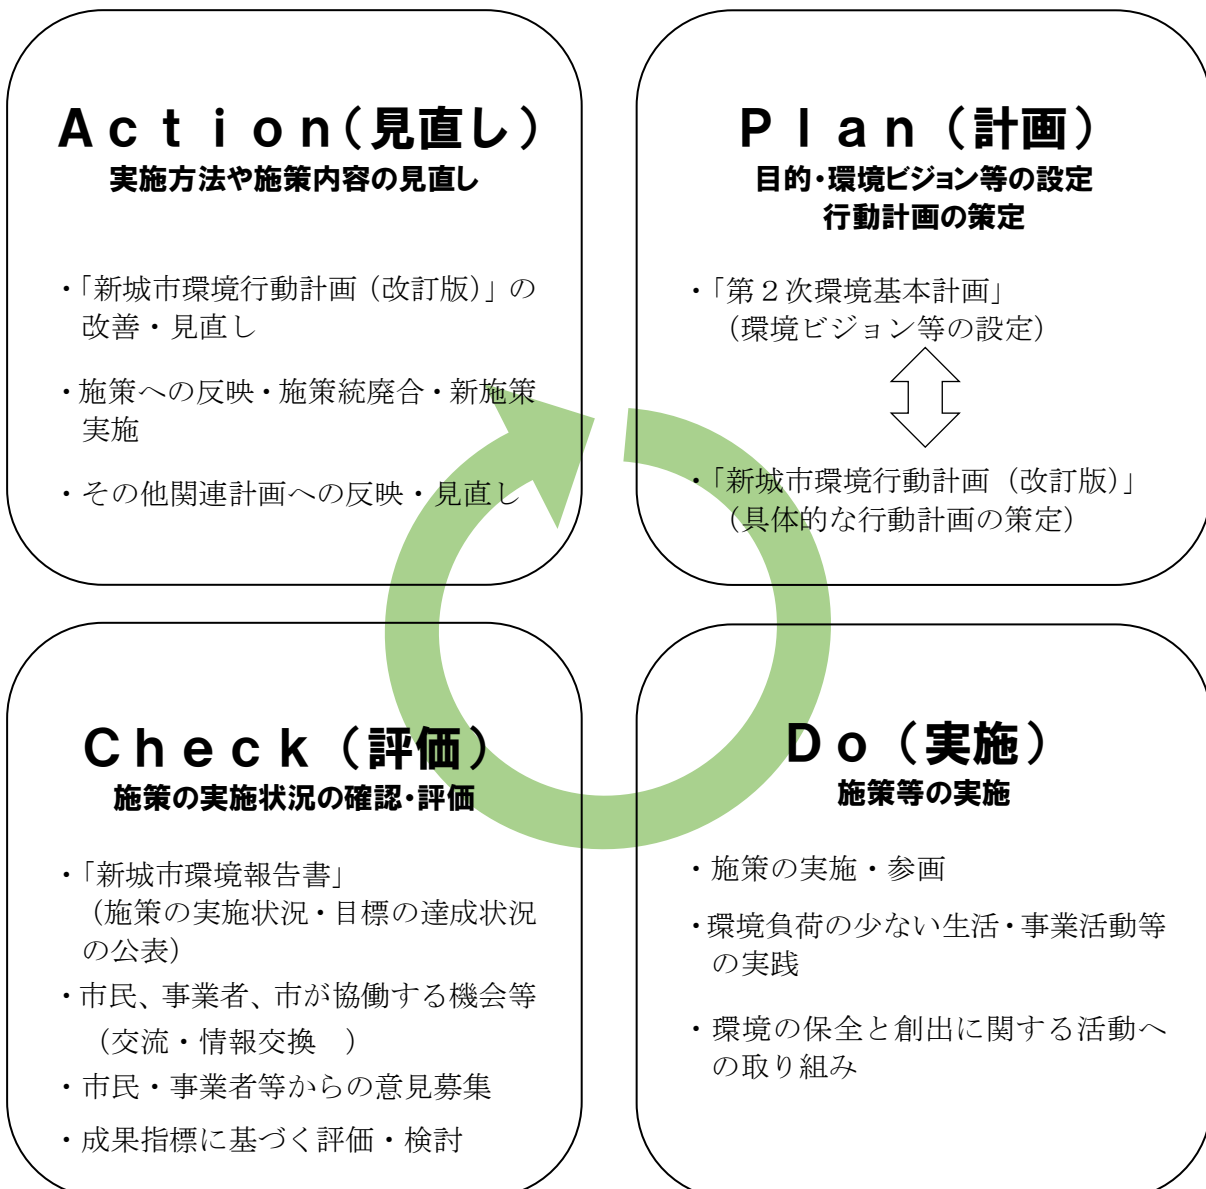 Action（見直し）
実施方法や施策内容の見直し
・「新城市環境行動計画（改訂版）」の
改善・見直し
・施策への反映・施策統廃合・新施策
実施
・その他関連計画への反映・見直し
Plan（計画）
目的・環境ビジョン等の設定
行動計画の策定
・「第２次環境基本計画」
（環境ビジョン等の設定）
・「新城市環境行動計画（改訂版）」
（具体的な行動計画の策定）
Check（評価）
施策の実施状況の確認・評価
・「新城市環境報告書」
（施策の実施状況・目標の達成状況
の公表）
・市民、事業者、市が協働する機会等
（交流・情報交換　）
・市民・事業者等からの意見募集
・成果指標に基づく評価・検討
Do（実施）
施策等の実施
・施策の実施・参画
・環境負荷の少ない生活・事業活動等
の実践
・環境の保全と創出に関する活動へ
の取り組み